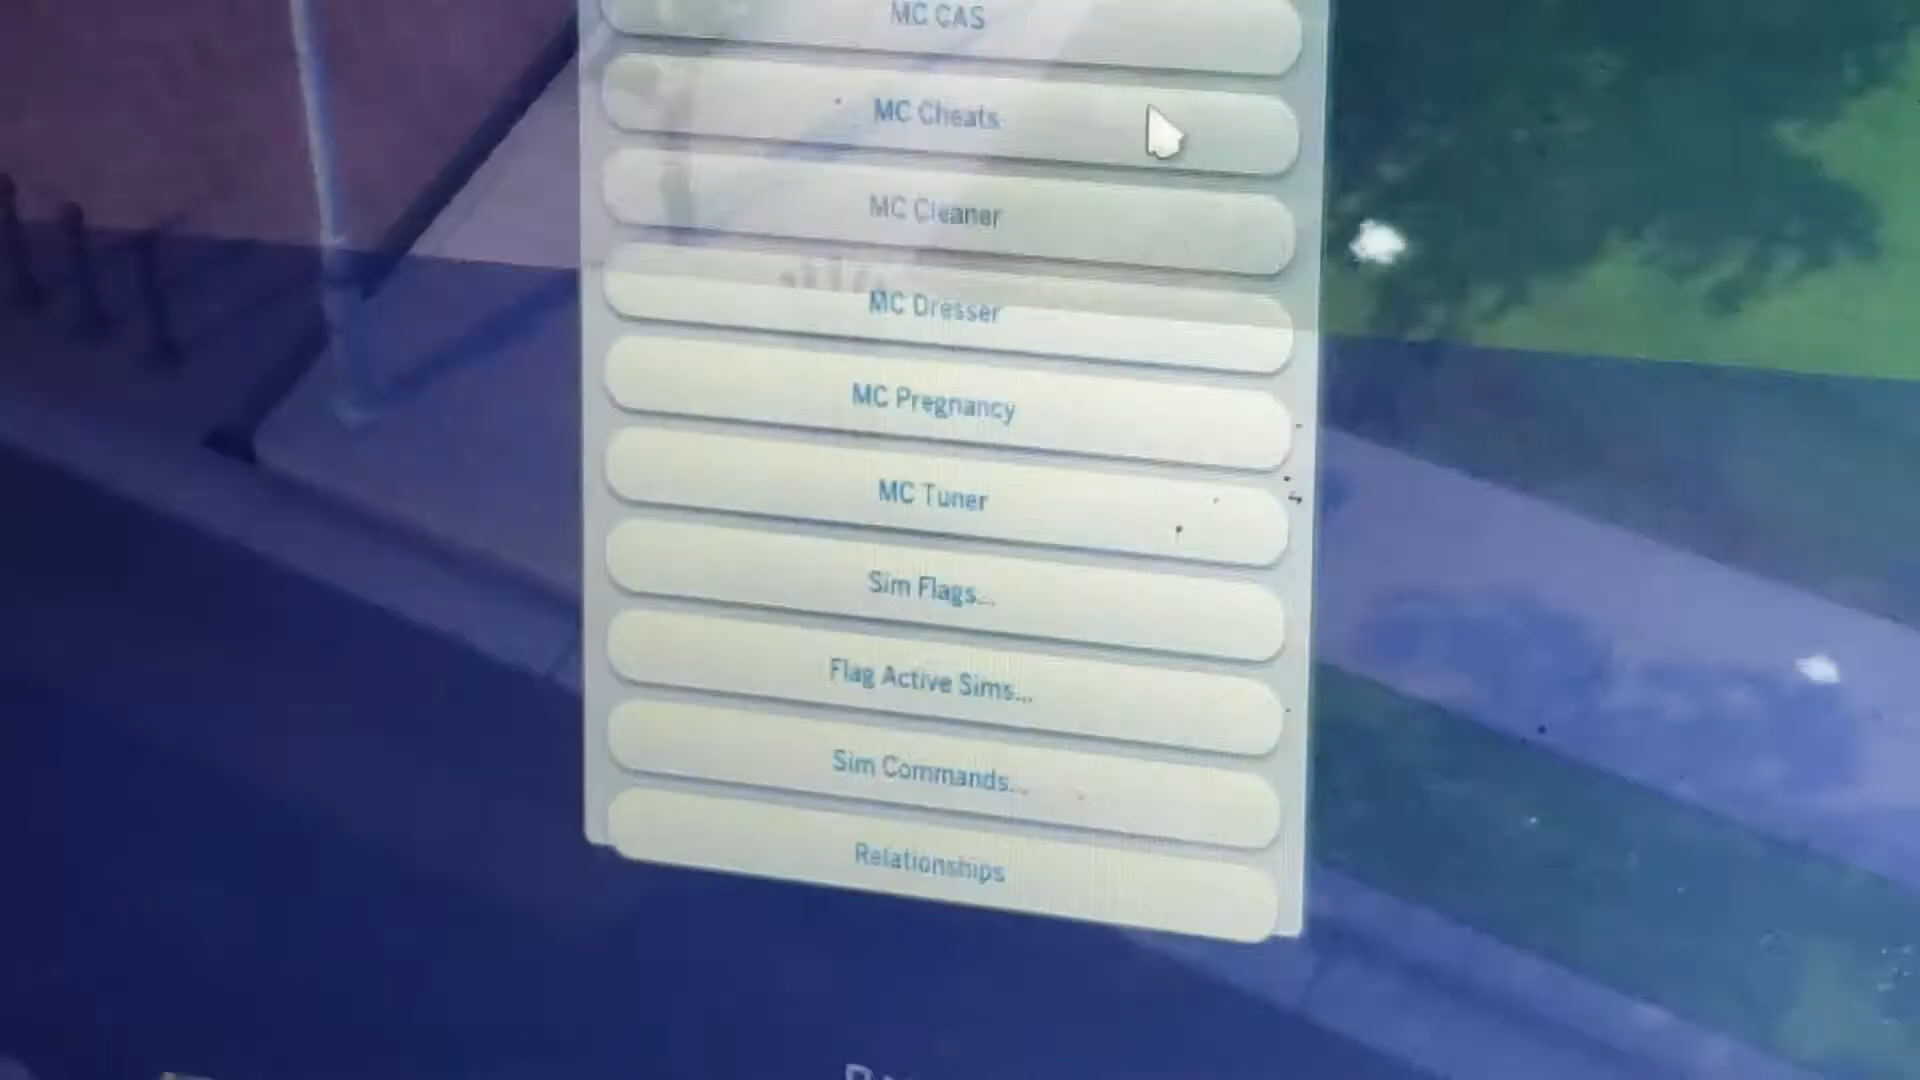 MC CAS
MC Cheats
MC Cleaner
MC Dresser
MC Pregnancy
MC Tuner
Sim Flags...
Flag Active Sims...
Sim Commands...
Relationships